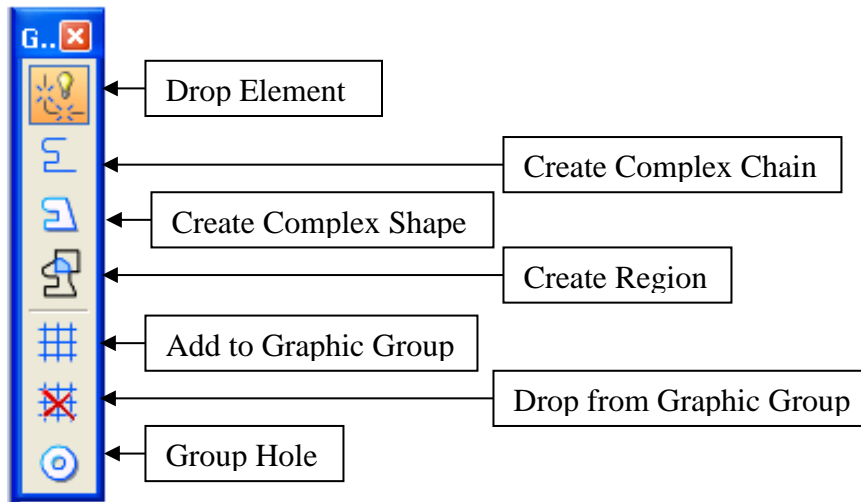 G..
Drop Element
Create Complex Chain
Create Complex Shape
Create Region
Add to Graphic Group
Drop from Graphic Group
Group Hole